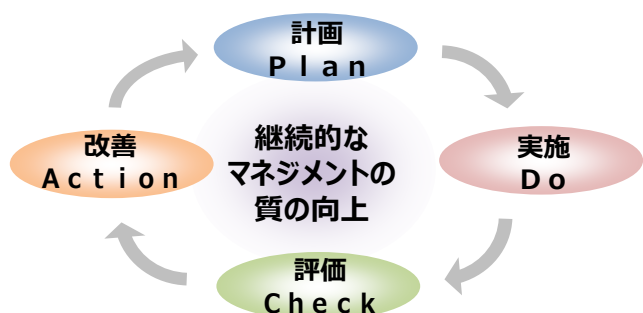 計画
Plan
実施
Do
評価
Check
改善
Action
継続的な
マネジメントの
質の向上